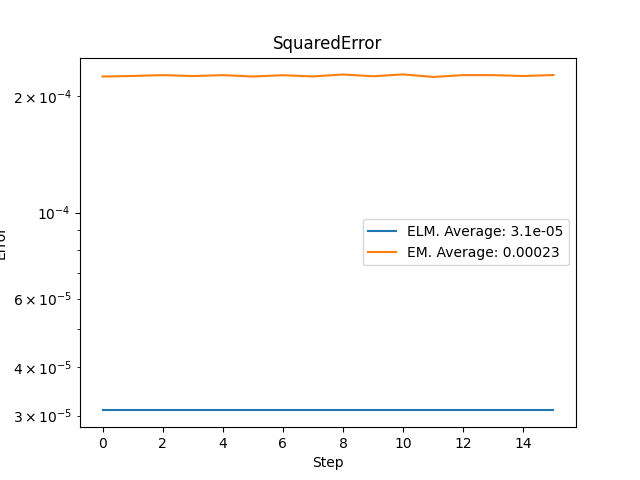 SquaredError
2 × 10⁻⁴
10⁻⁴
6 × 10⁻⁵
4 × 10⁻⁵
3 × 10⁻⁵
ELM. Average: 3.1e-05
EM. Average: 0.00023
0 2 4 6 8 10 12 14
Step